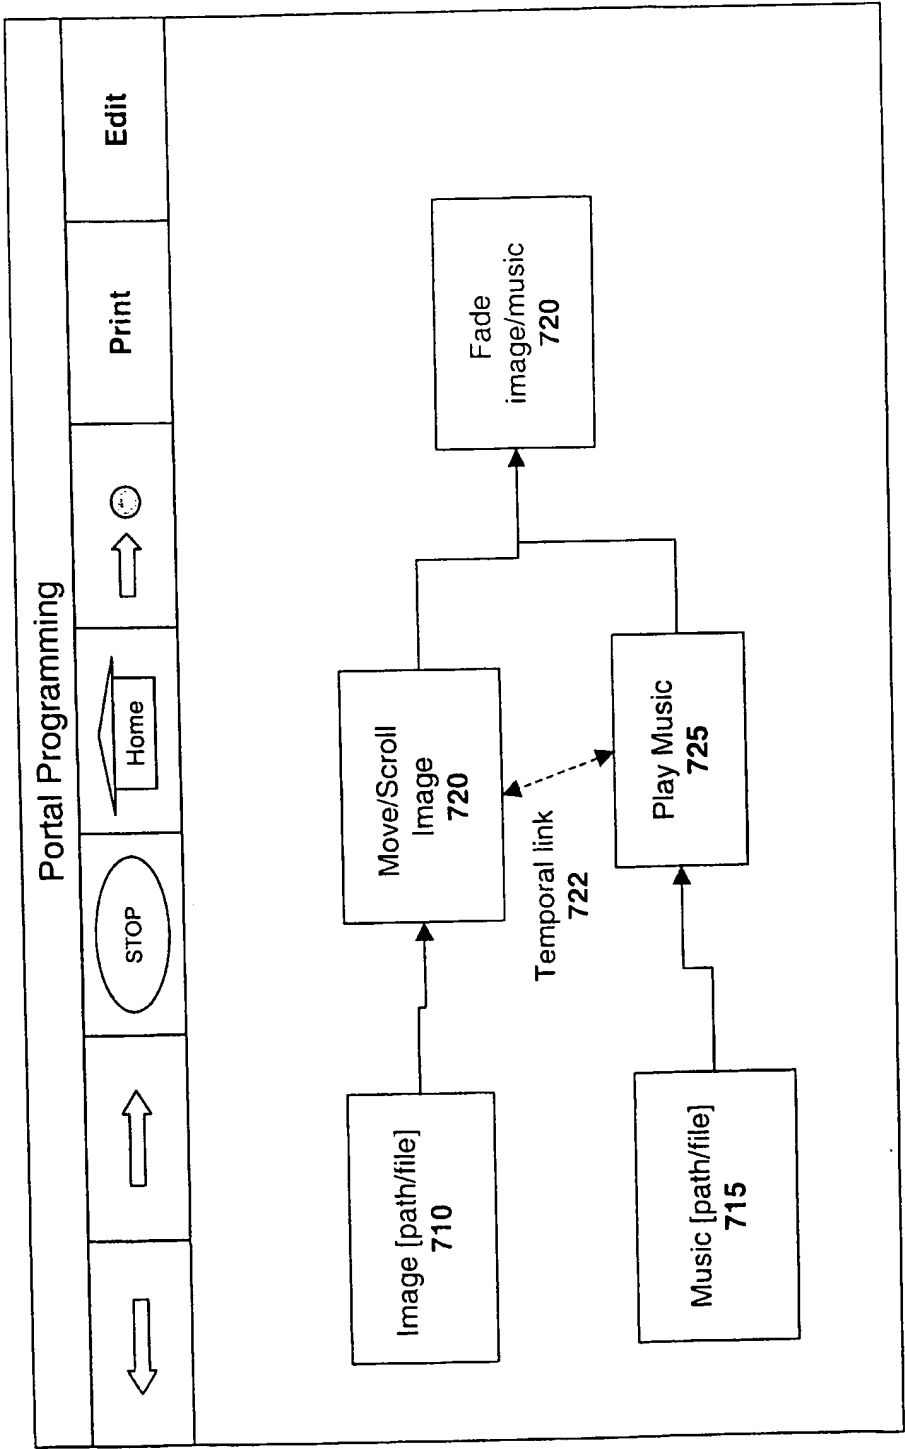 Portal Programming
STOP
Home
Print
Edit
Image [path/file]
710
Move/Scroll
Image
720
Temporal link
722
Music [path/file]
715
Play Music
725
Fade
image/music
720